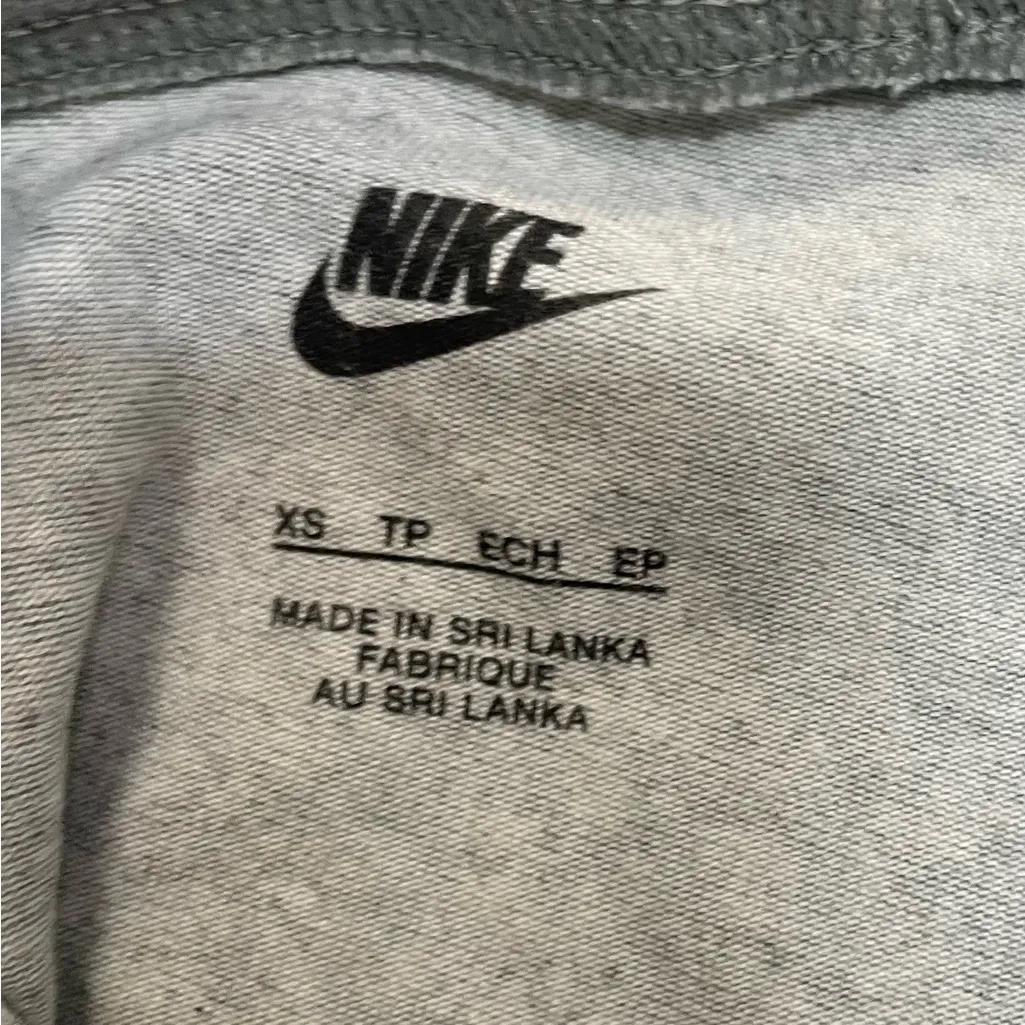 NIKE
XS TP ECH EP
MADE IN SRI LANKA
FABRIQUE
AU SRI LANKA